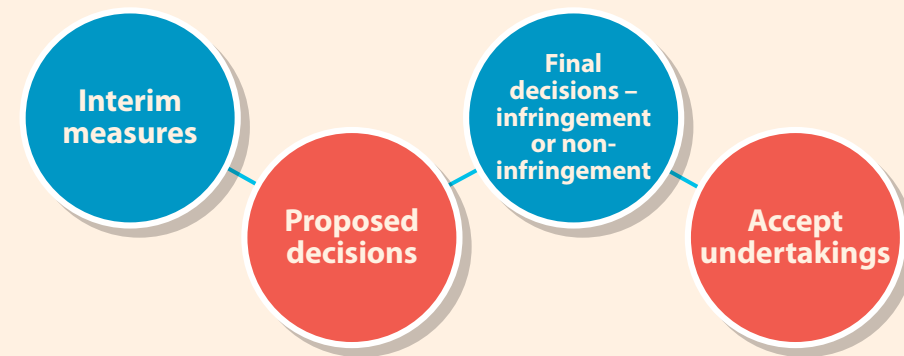 Interim
measures
Proposed
decisions
Final
decisions –
infringement
or non-
infringement
Accept
undertakings